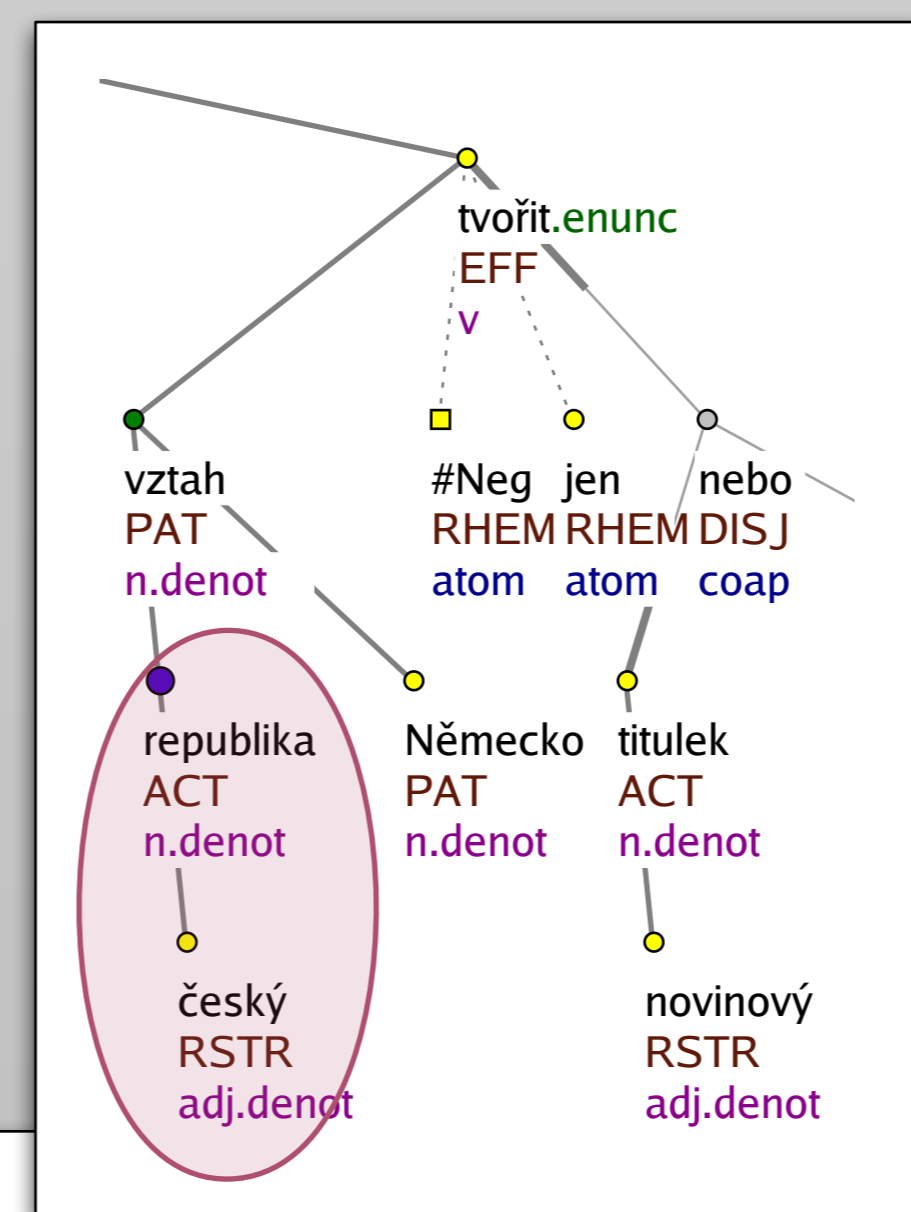 tvořit.enunc
EFF
v
vztah
PAT
n.denot
#Neg
RHEM
atom
jen
RHEM
atom
nebo
DISJ
coap
republika
ACT
n.denot
Německo
PAT
n.denot
titulek
ACT
n.denot
český
RSTR
adj.denot
novinový
RSTR
adj.denot